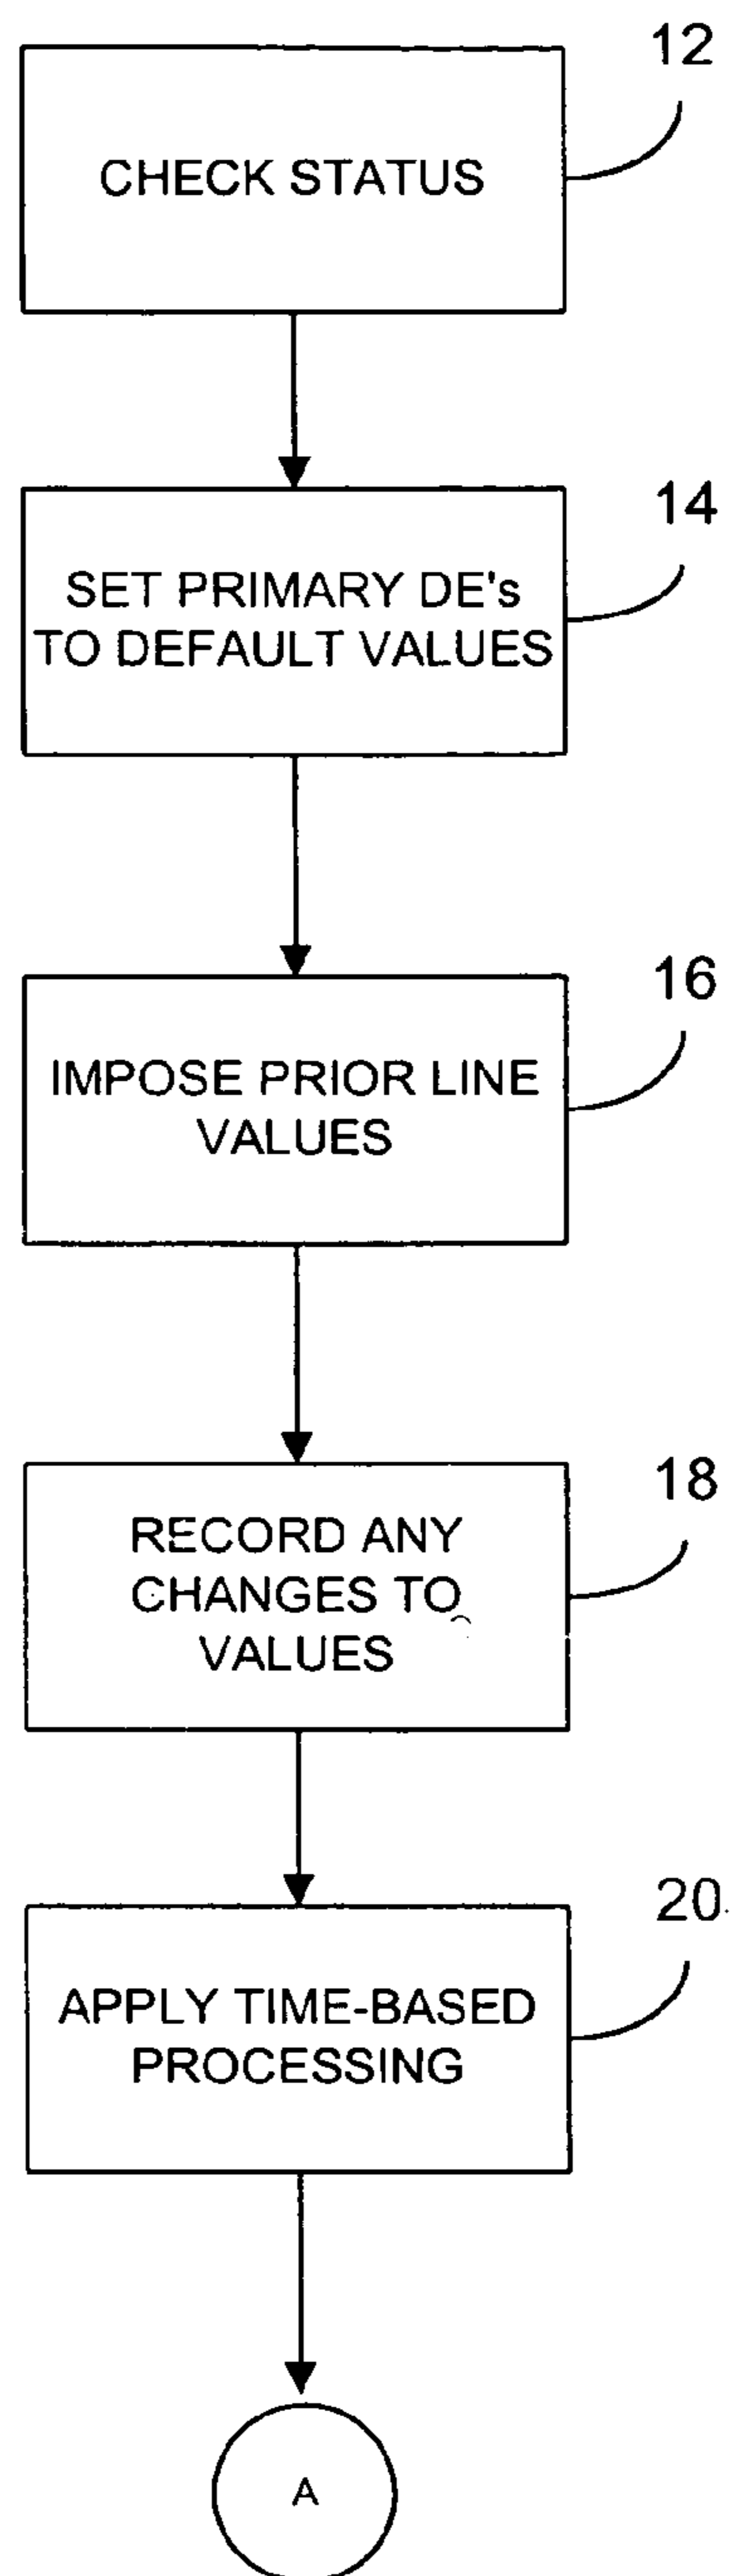 12
CHECK STATUS
14
SET PRIMARY DE's
TO DEFAULT VALUES
16
IMPOSE PRIOR LINE
VALUES
18
RECORD ANY
CHANGES TO
VALUES
20
APPLY TIME-BASED
PROCESSING
A